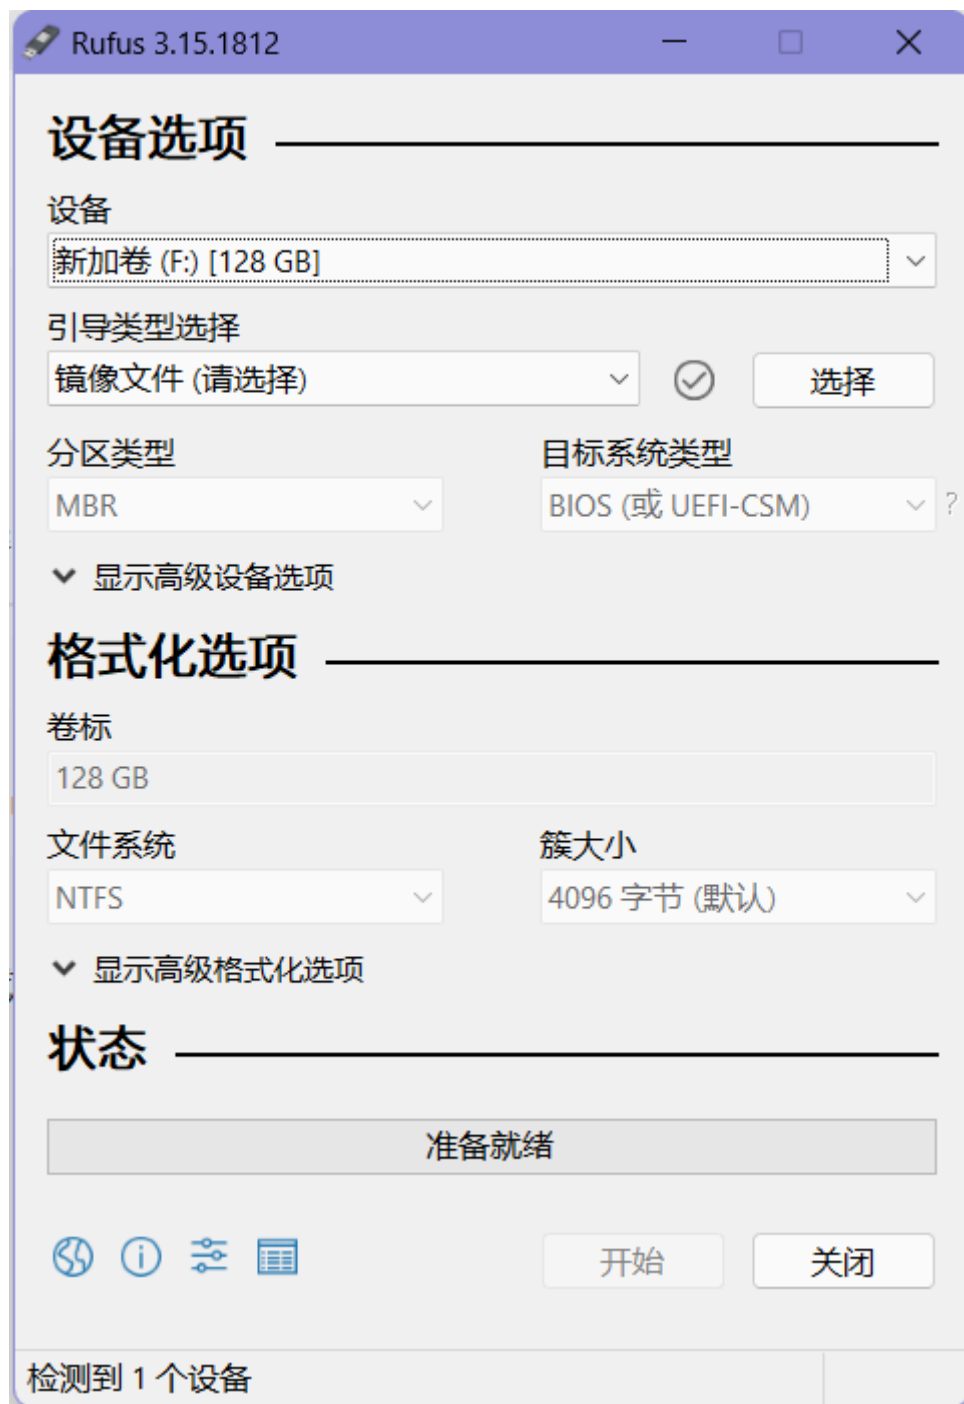 Rufus 3.15.1812
设备选项
设备
新加卷 (F:) [128 GB]
引导类型选择
镜像文件 (请选择)
选择
分区类型
目标系统类型
MBR
BIOS (或 UEFI-CSM)
?
显示高级设备选项
格式化选项
卷标
128 GB
文件系统
簇大小
NTFS
4096 字节 (默认)
显示高级格式化选项
状态
准备就绪
开始
关闭
检测到 1 个设备